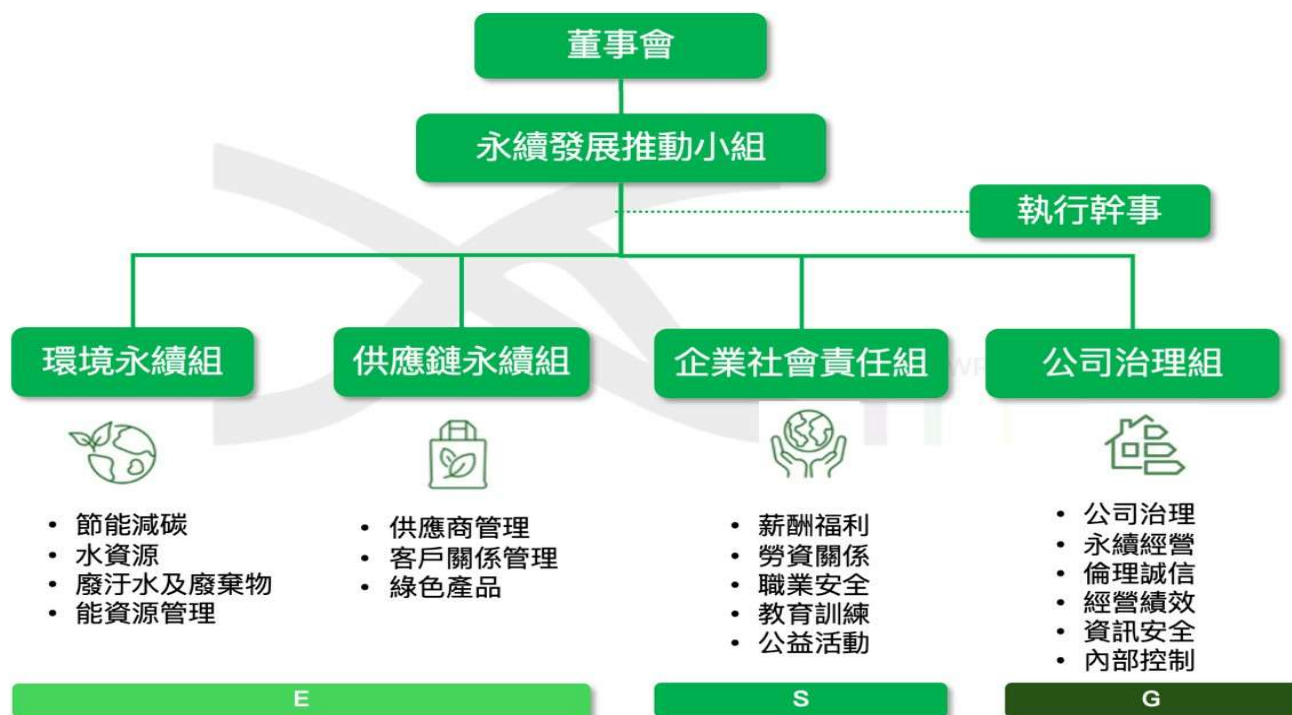 董事會
永續發展推動小組
執行幹事
環境永續組
供應鏈永續組
企業社會責任組
公司治理組
• 節能減碳
• 水資源
• 廢汙水及廢棄物
• 能資源管理
• 供應商管理
• 客戶關係管理
• 綠色產品
• 薪酬福利
• 勞資關係
• 職業安全
• 教育訓練
• 公益活動
• 公司治理
• 永續經營
• 倫理誠信
• 經營績效
• 資訊安全
• 內部控制
E
S
G